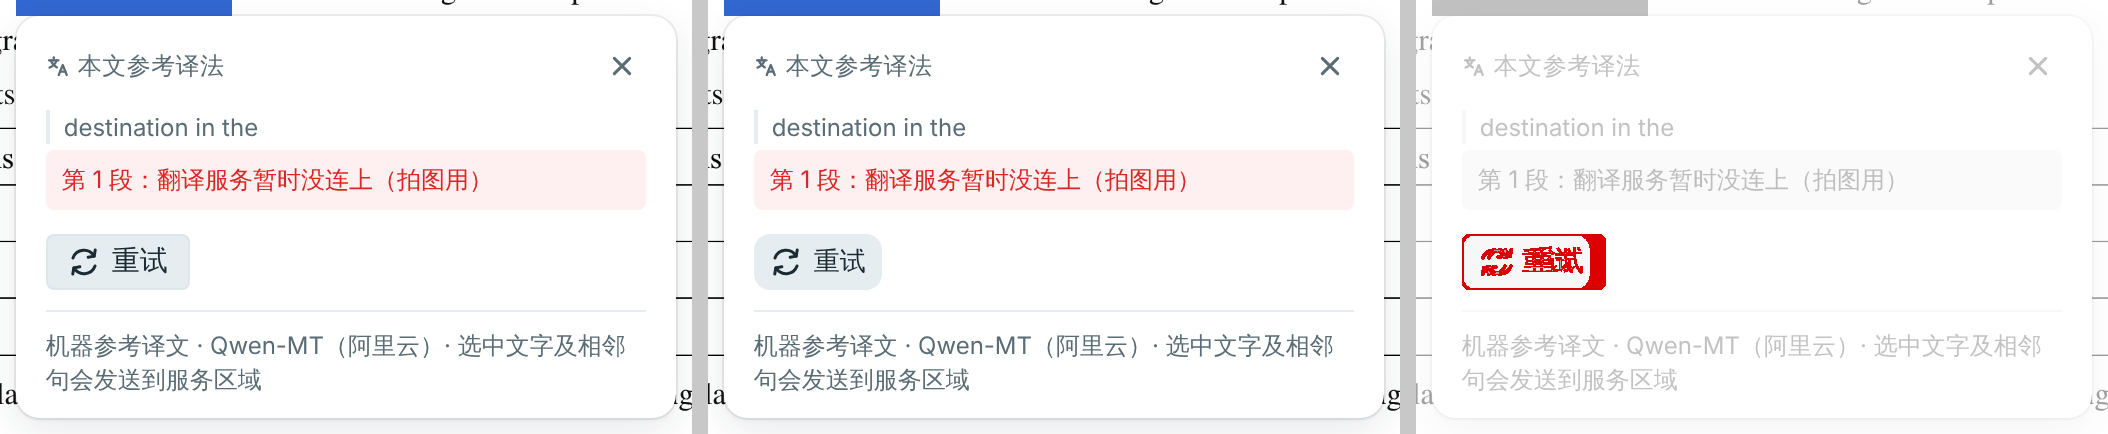 本文参考译法
destination in the
第 1 段：翻译服务暂时没连上（拍图用）
重试
机器参考译文 · Qwen-MT（阿里云）· 选中文字及相邻
句会发送到服务区域
本文参考译法
destination in the
第 1 段：翻译服务暂时没连上（拍图用）
重试
机器参考译文 · Qwen-MT（阿里云）· 选中文字及相邻
句会发送到服务区域
本文参考译法
destination in the
第 1 段：翻译服务暂时没连上（拍图用）
重试
机器参考译文 · Qwen-MT（阿里云）· 选中文字及相邻
句会发送到服务区域